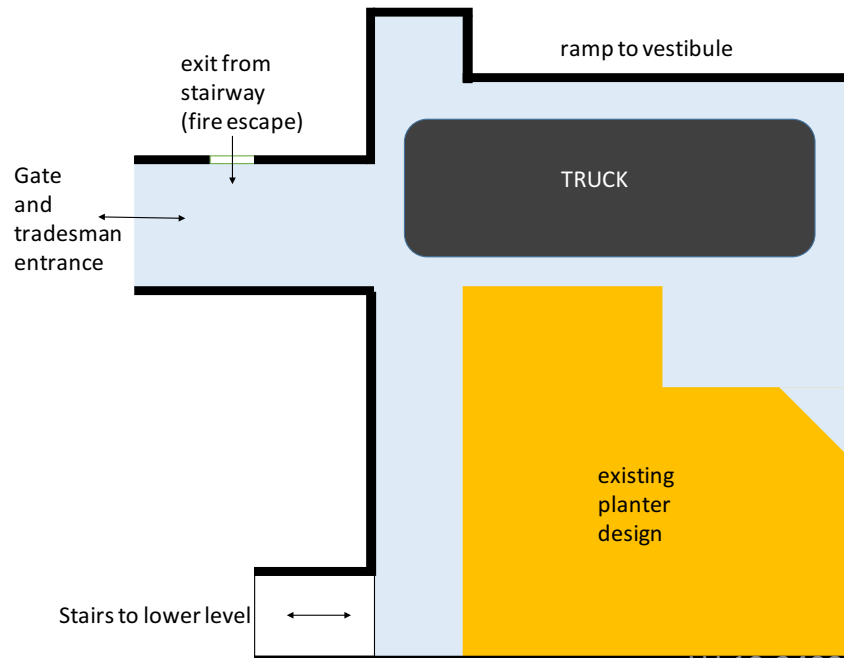 ramp to vestibule
exit from
stairway
(fire escape)
Gate
and
tradesman
entrance
TRUCK
existing
planter
design
Stairs to lower level